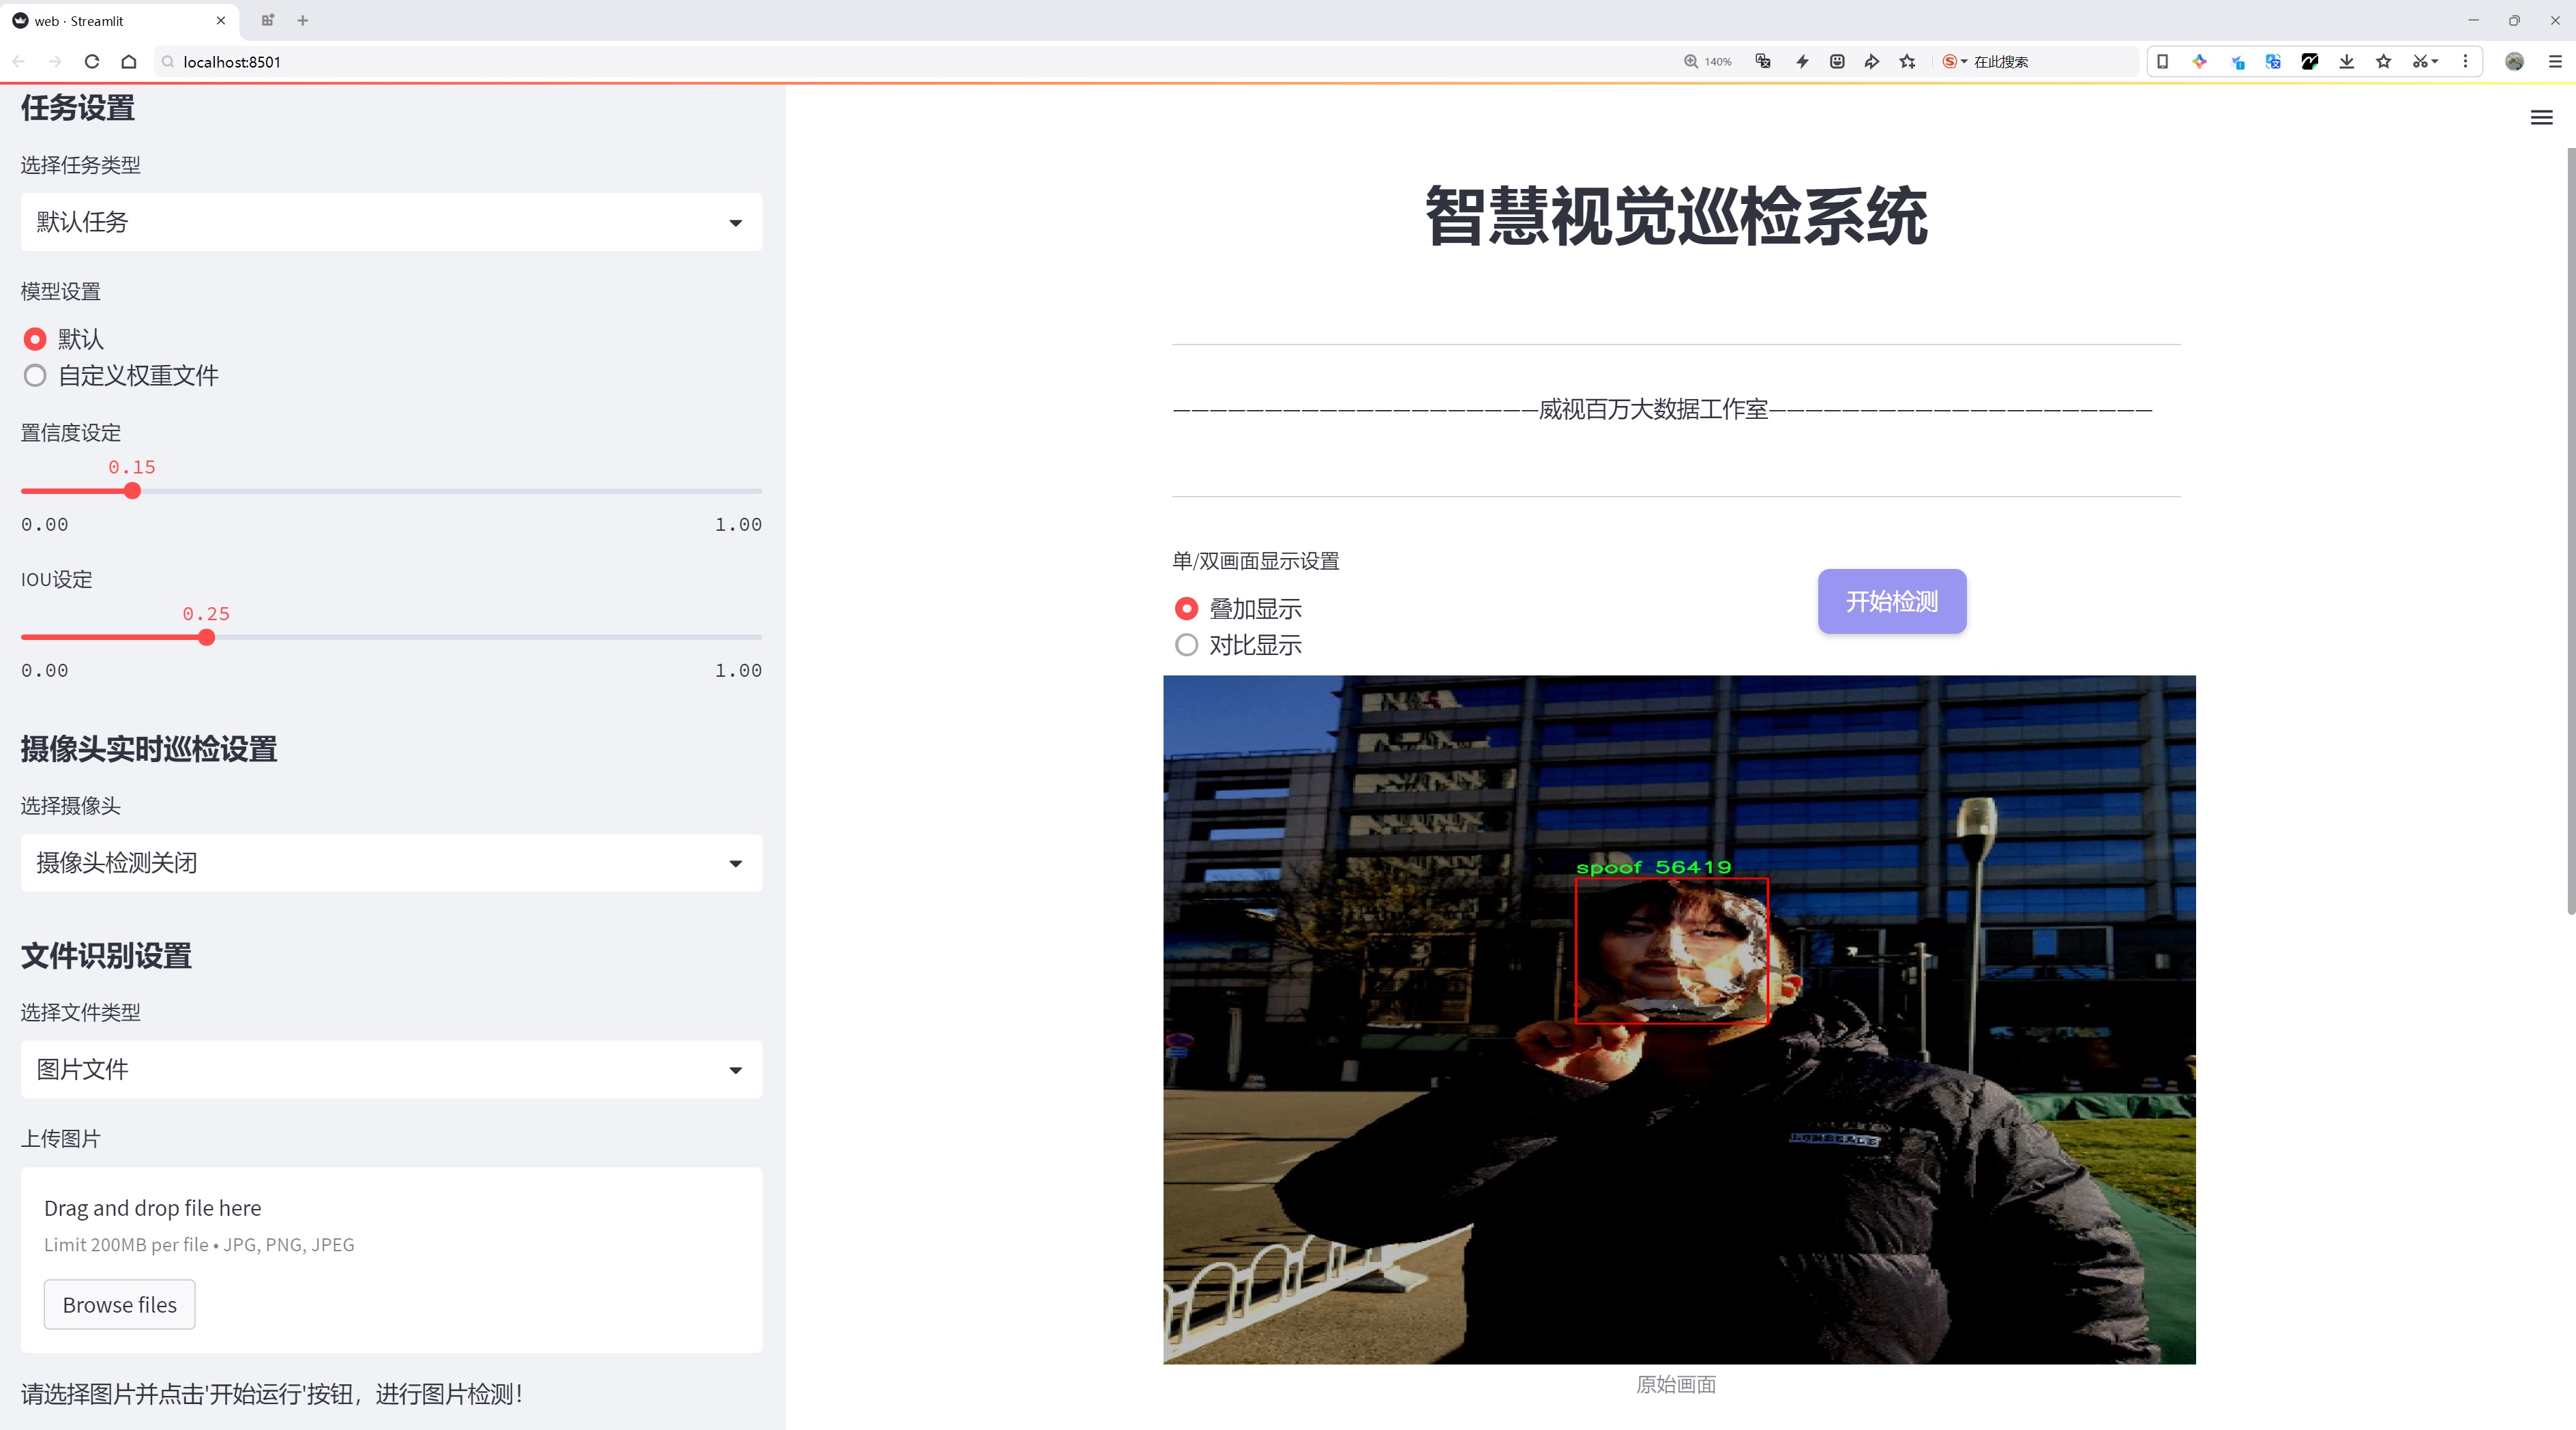 web · Streamlit
localhost:8501
140%
在此搜索
任务设置
选择任务类型
默认任务
模型设置
默认
自定义权重文件
置信度设定
0.15
0.00
1.00
IOU设定
0.25
0.00
1.00
摄像头实时巡检设置
选择摄像头
摄像头检测关闭
文件识别设置
选择文件类型
图片文件
上传图片
Drag and drop file here
Limit 200MB per file • JPG, PNG, JPEG
Browse files
请选择图片并点击'开始运行'按钮，进行图片检测！
智慧视觉巡检系统
————————————————————威视百万大数据工作室—————————————————————
单/双画面显示设置
叠加显示
对比显示
开始检测
spoof 56419
LONSDALE
原始画面